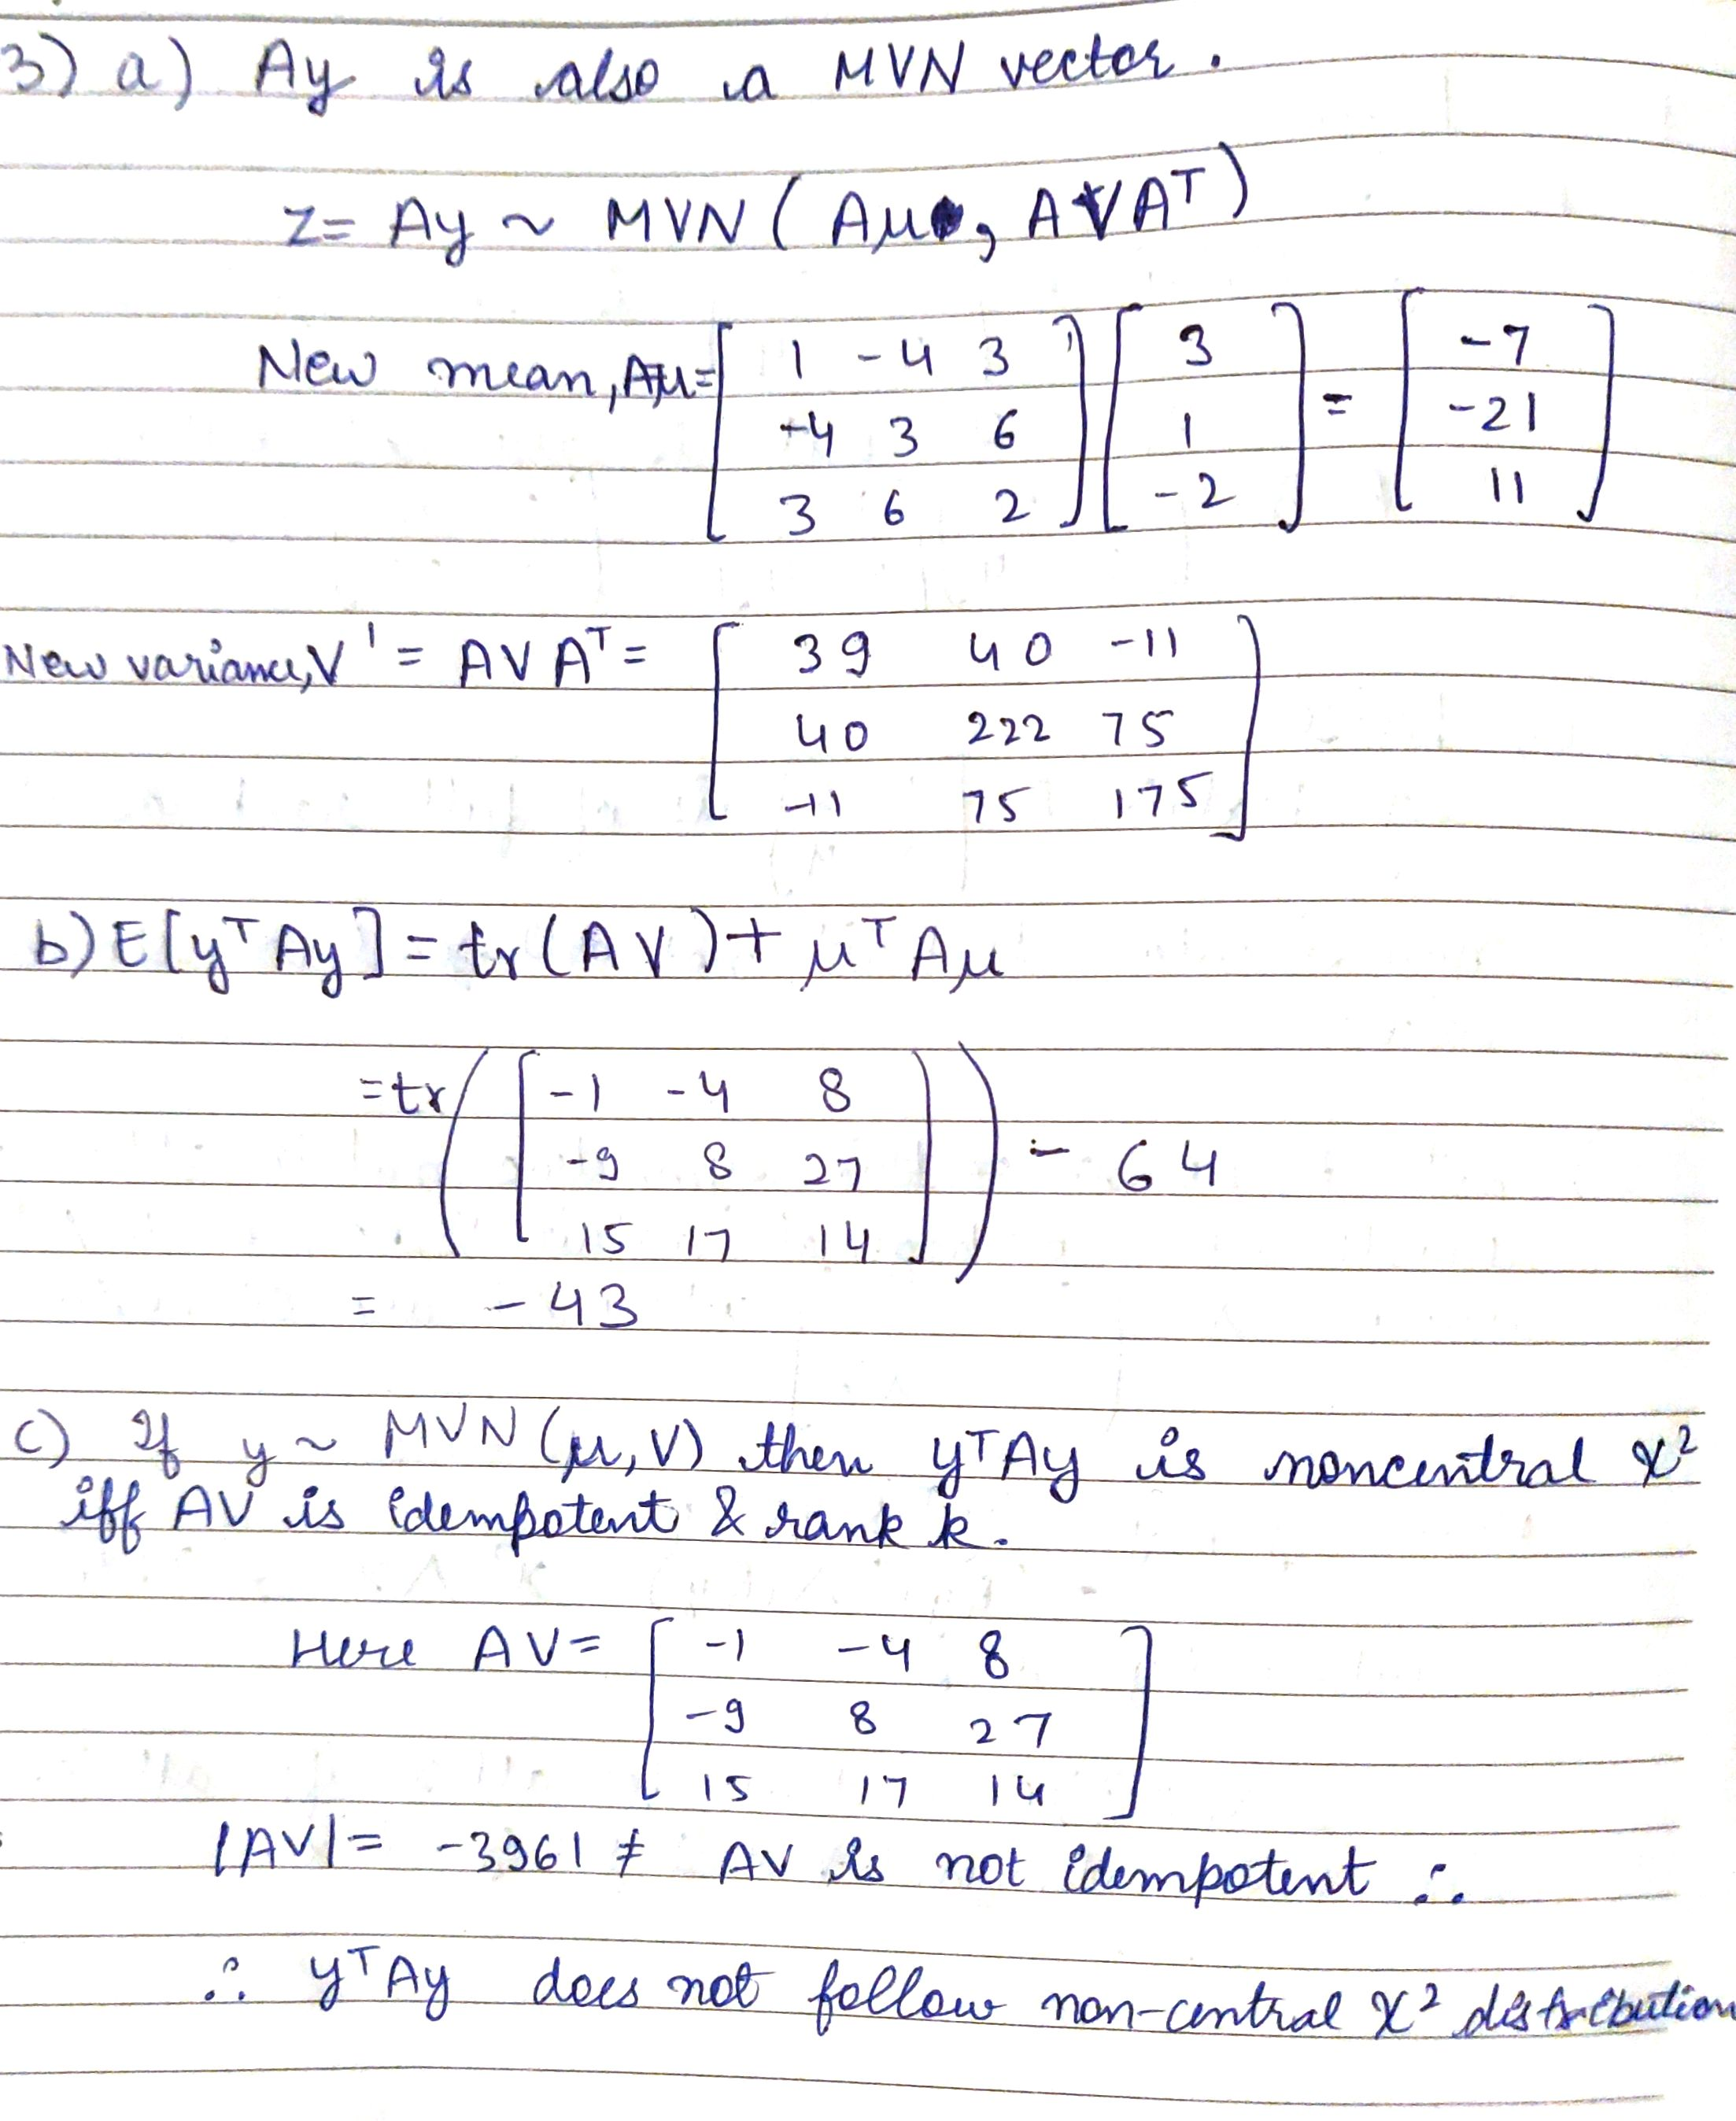 3) a) Ay is also a MVN vector.
z= Ay ~ MVN ( Aμ, AVAᵀ)
New mean, Aμ= [ 1 -4 3 ] [ 3 ] = [ -7 ]
[ -4 3 6 ] [ 1 ] [ -21 ]
[ 3 6 2 ] [ -2 ] [ 11 ]
New variance, V' = AVAᵀ = [ 39 40 -11 ]
[ 40 222 75 ]
[ -11 75 175 ]
b) E[yᵀAy] = tr(AV) + μᵀAμ
=tr( [ -1 -4 8 ] ) - 64
[ -9 8 27 ]
[ 15 17 14 ]
= -43
c) If y ~ MVN (μ, V) then yᵀAy is noncentral χ²
iff AV is idempotent & rank k.
Here AV= [ -1 -4 8 ]
[ -9 8 27 ]
[ 15 17 14 ]
|AV|= -3961 ≠ AV is not idempotent ∴
∴ yᵀAy does not follow non-central χ² distribution